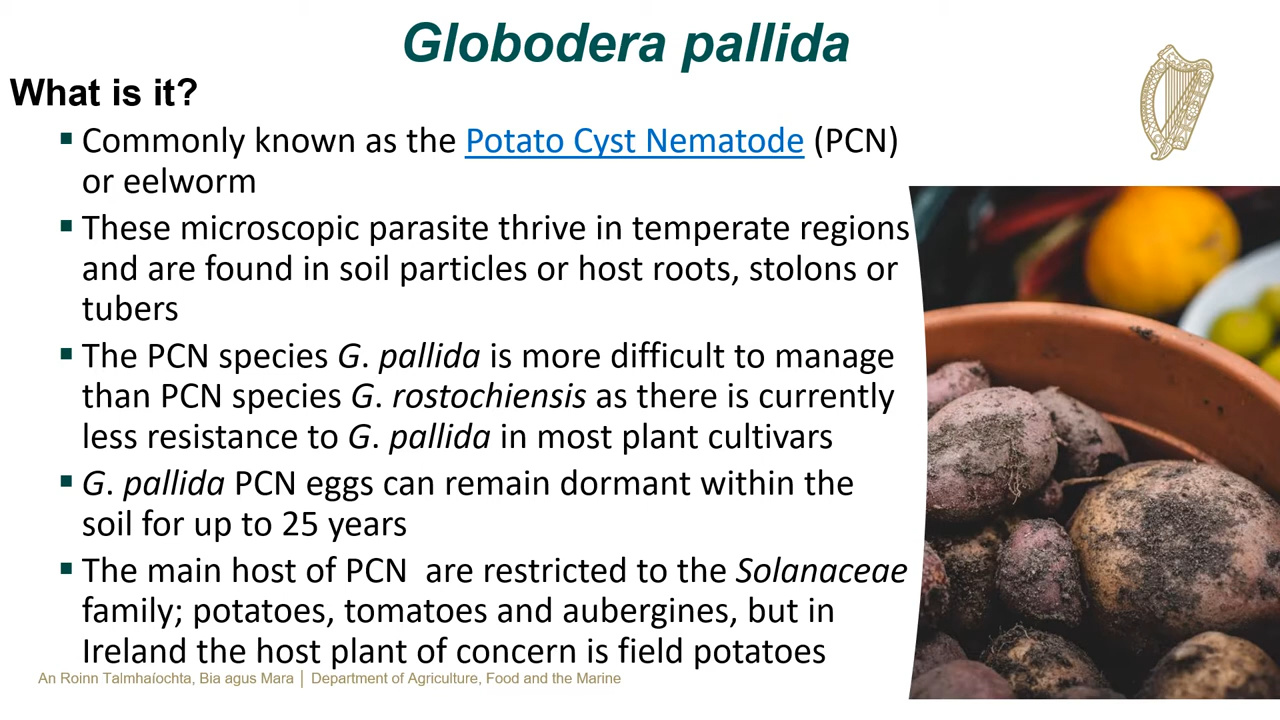 Globodera pallida
What is it?
▪ Commonly known as the Potato Cyst Nematode (PCN)
or eelworm
▪ These microscopic parasite thrive in temperate regions
and are found in soil particles or host roots, stolons or
tubers
▪ The PCN species G. pallida is more difficult to manage
than PCN species G. rostochiensis as there is currently
less resistance to G. pallida in most plant cultivars
▪ G. pallida PCN eggs can remain dormant within the
soil for up to 25 years
▪ The main host of PCN  are restricted to the Solanaceae
family; potatoes, tomatoes and aubergines, but in
Ireland the host plant of concern is field potatoes
An Roinn Talmhaíochta, Bia agus Mara | Department of Agriculture, Food and the Marine